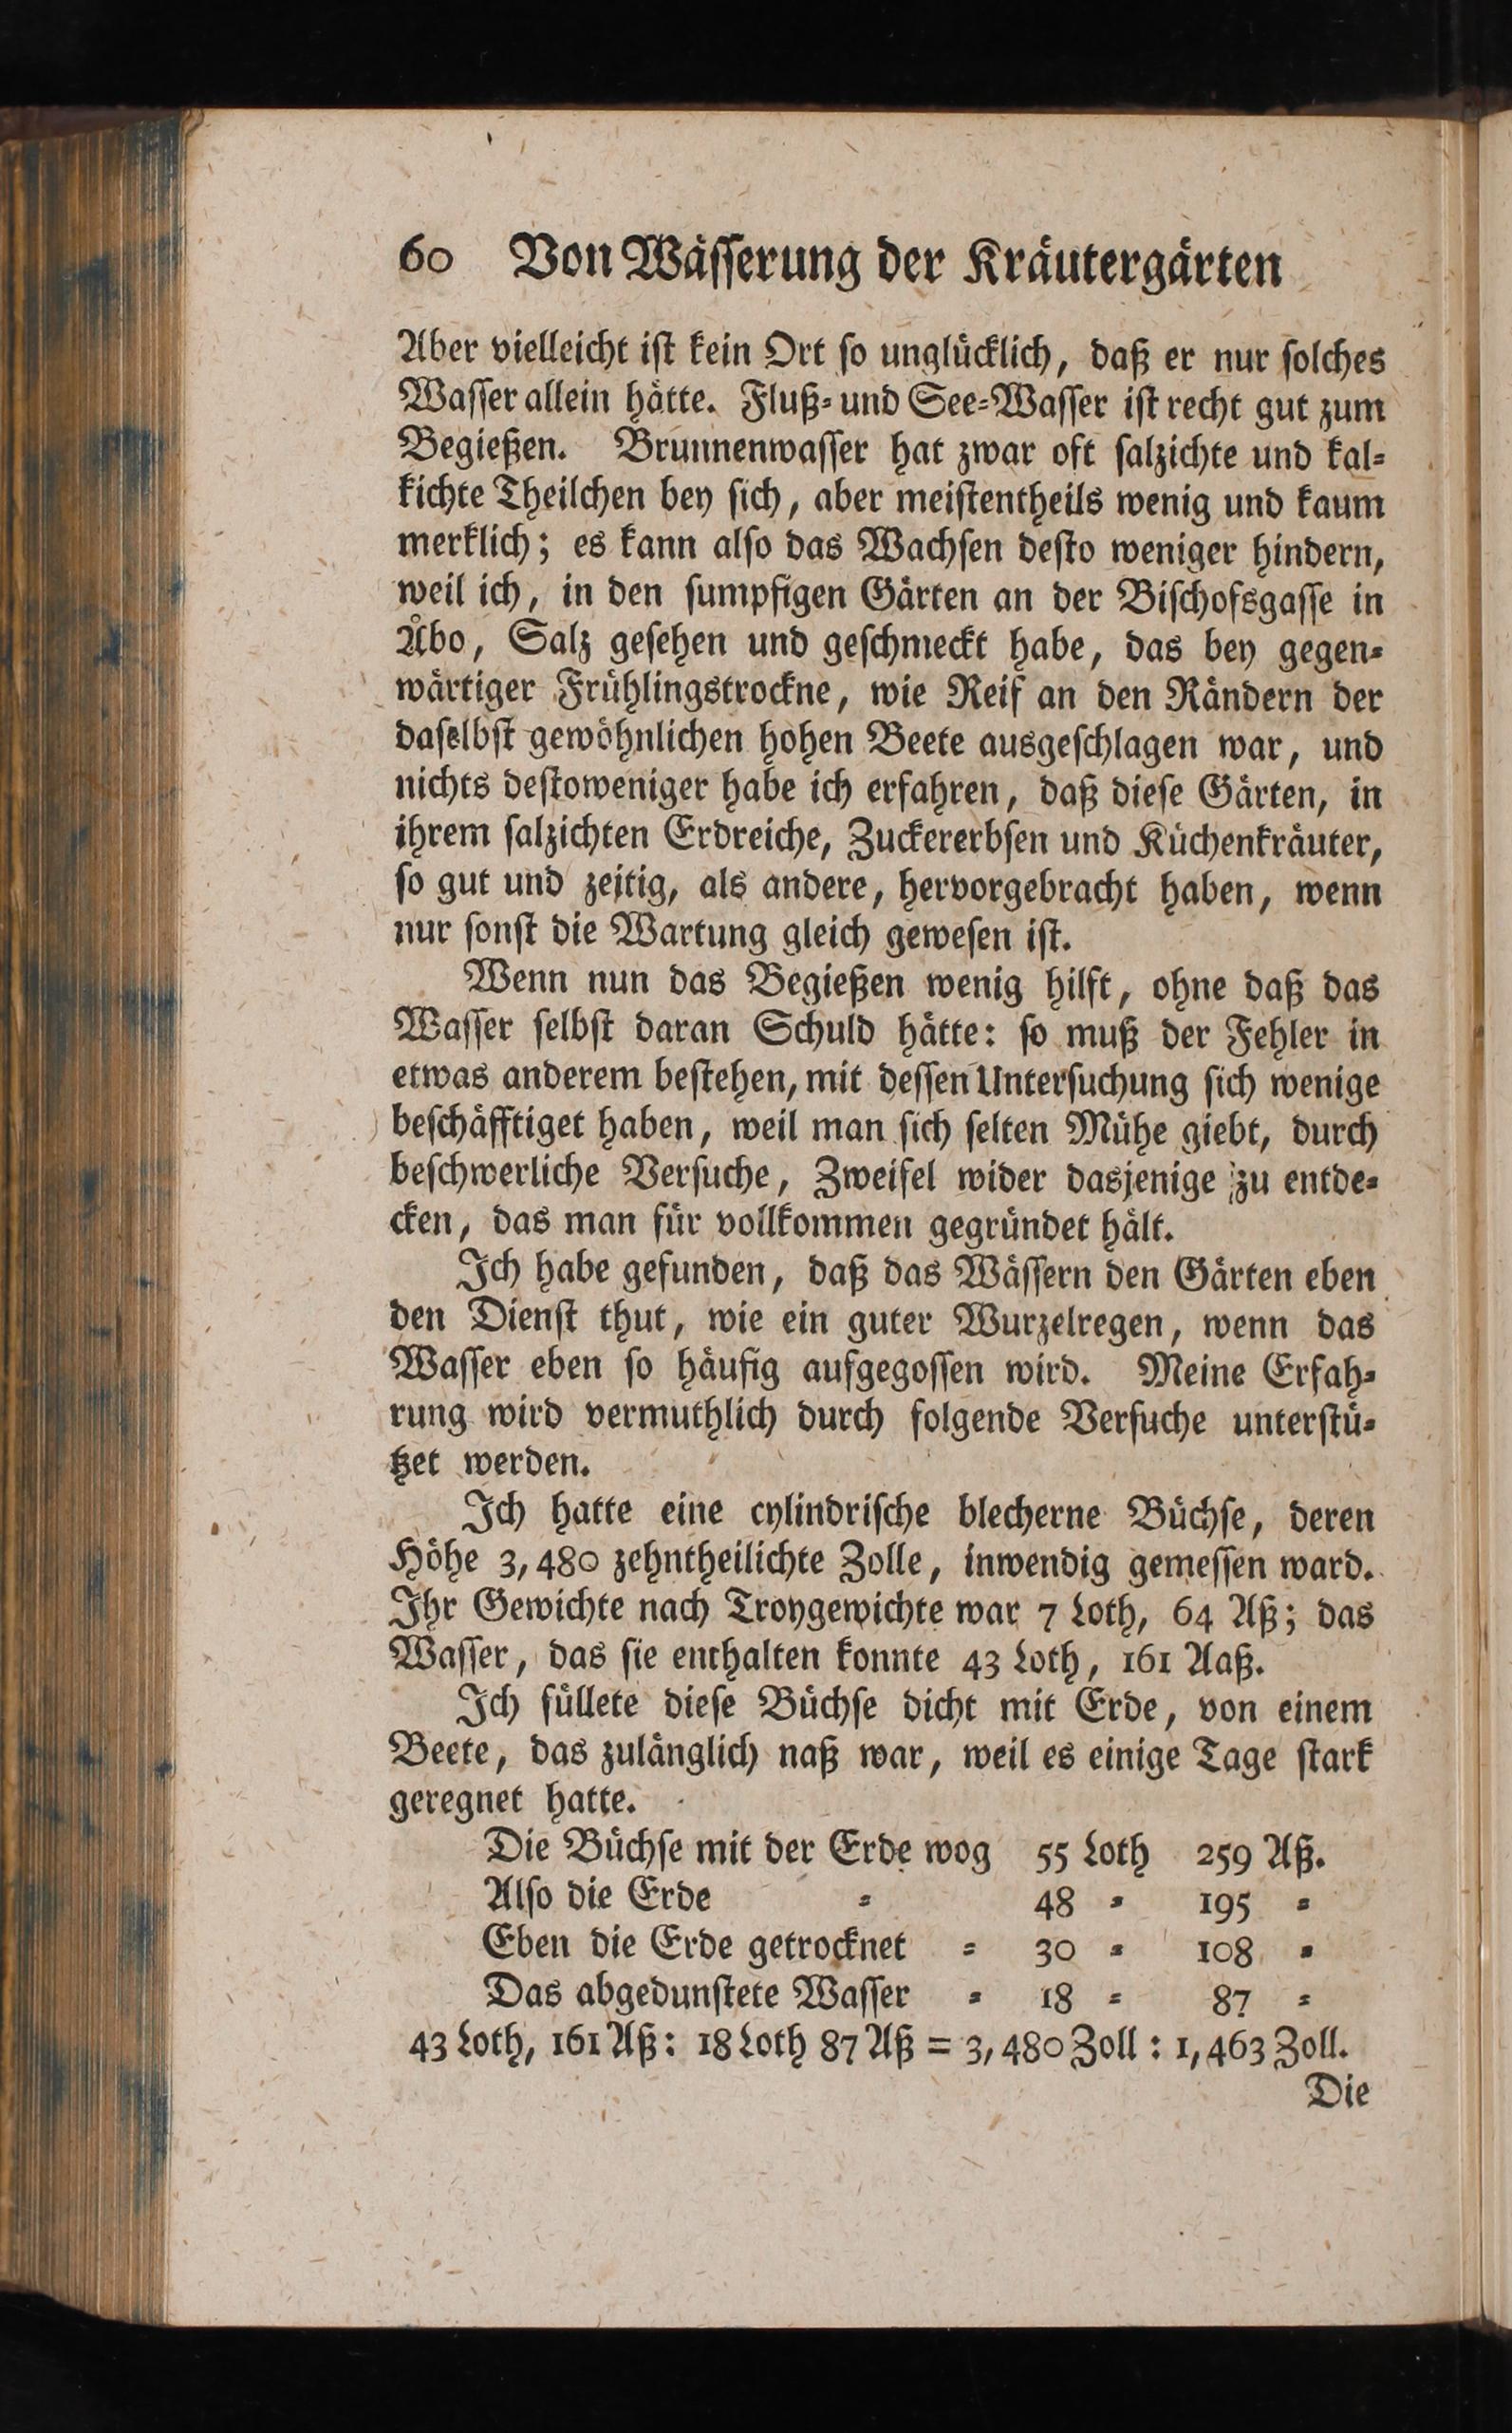 60 Von Wäſſerung der Kräutergärten
Aber vielleicht iſt kein Ort ſo unglücklich, daß er nur ſolches
Waſſer allein hätte. Fluß- und See-Waſſer iſt recht gut zum
Begießen. Brunnenwaſſer hat zwar oft ſalzichte und kal-
kichte Theilchen bey ſich, aber meiſtentheils wenig und kaum
merklich; es kann alſo das Wachſen deſto weniger hindern,
weil ich, in den ſumpfigen Gärten an der Biſchofsgaſſe in
Åbo, Salz geſehen und geſchmeckt habe, das bey gegen-
wärtiger Frühlingstrockne, wie Reif an den Rändern der
daſelbſt gewöhnlichen hohen Beete ausgeſchlagen war, und
nichts deſtoweniger habe ich erfahren, daß dieſe Gärten, in
ihrem ſalzichten Erdreiche, Zuckererbſen und Küchenkräuter,
ſo gut und zeitig, als andere, hervorgebracht haben, wenn
nur ſonſt die Wartung gleich geweſen iſt.
Wenn nun das Begießen wenig hilft, ohne daß das
Waſſer ſelbſt daran Schuld hätte: ſo muß der Fehler in
etwas anderem beſtehen, mit deſſen Unterſuchung ſich wenige
beſchäfftiget haben, weil man ſich ſelten Mühe giebt, durch
beſchwerliche Verſuche, Zweifel wider dasjenige zu entde-
cken, das man für vollkommen gegründet hält.
Ich habe gefunden, daß das Wäſſern den Gärten eben
den Dienſt thut, wie ein guter Wurzelregen, wenn das
Waſſer eben ſo häufig aufgegoſſen wird. Meine Erfah-
rung wird vermuthlich durch folgende Verſuche unterſtü-
tzet werden.
Ich hatte eine cylindriſche blecherne Büchſe, deren
Höhe 3,480 zehntheilichte Zolle, inwendig gemeſſen ward.
Ihr Gewichte nach Troygewichte war 7 Loth, 64 Aß; das
Waſſer, das ſie enthalten konnte 43 Loth, 161 Aaß.
Ich füllete dieſe Büchſe dicht mit Erde, von einem
Beete, das zulänglich naß war, weil es einige Tage ſtark
geregnet hatte.
Die Büchſe mit der Erde wog 55 Loth 259 Aß.
Alſo die Erde - 48 - 195 -
Eben die Erde getrocknet - 30 - 108 -
Das abgedunſtete Waſſer - 18 - 87 -
43 Loth, 161 Aß: 18 Loth 87 Aß = 3,480 Zoll : 1,463 Zoll.
Die